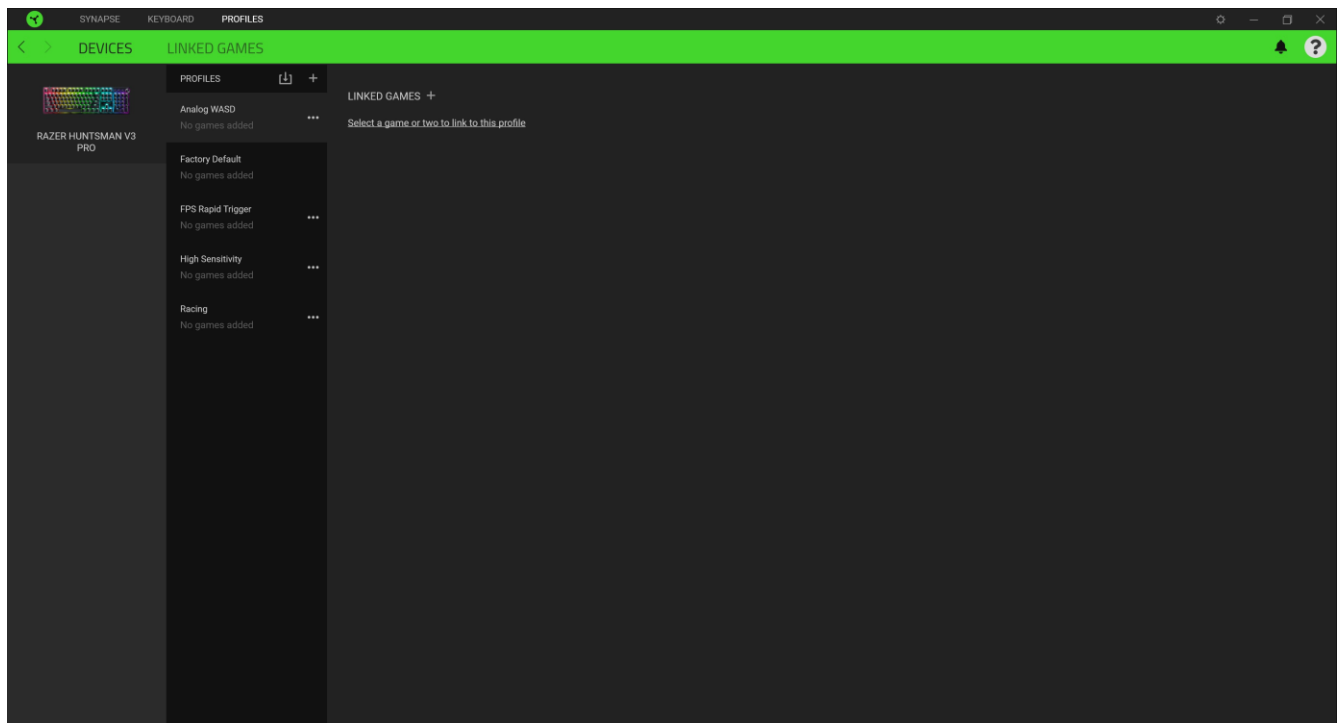 SYNAPSE KEYBOARD PROFILES
DEVICES LINKED GAMES
?
RAZER HUNTSMAN V3
PRO
PROFILES
Analog WASD
No games added
Factory Default
No games added
FPS Rapid Trigger
No games added
High Sensitivity
No games added
Racing
No games added
LINKED GAMES +
Select a game or two to link to this profile